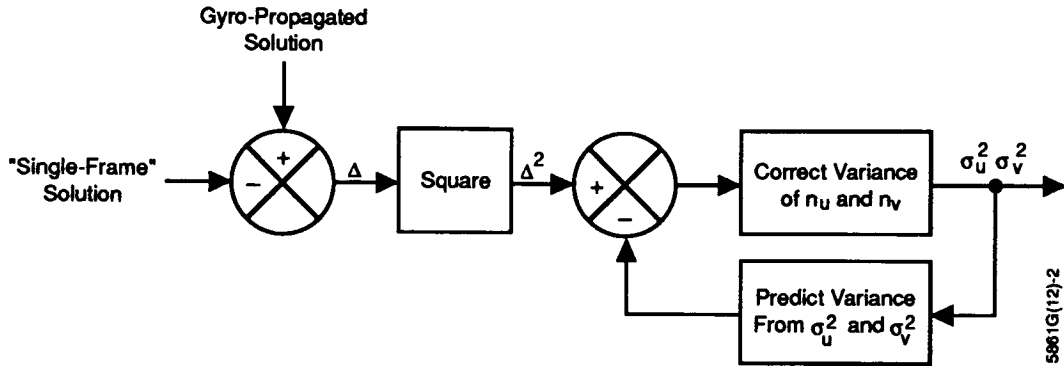 Gyro-Propagated
Solution
"Single-Frame"
Solution
+
−
Δ
Square
Δ²
+
−
Correct Variance
of nᵤ and nᵥ
σᵤ² σᵥ²
Predict Variance
From σᵤ² and σᵥ²
5861G(12)-2